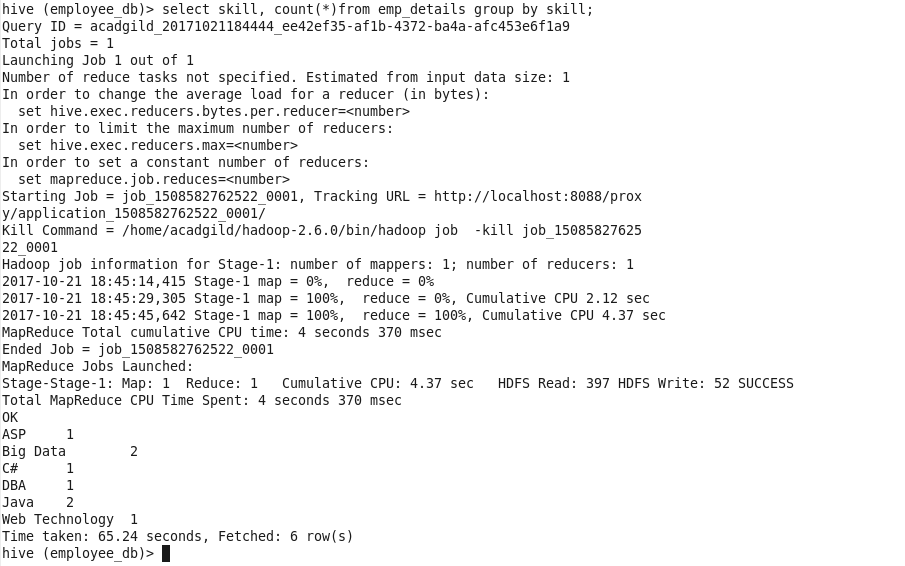 hive (employee_db)> select skill, count(*)from emp_details group by skill;
Query ID = acadgild_20171021184444_ee42ef35-af1b-4372-ba4a-afc453e6f1a9
Total jobs = 1
Launching Job 1 out of 1
Number of reduce tasks not specified. Estimated from input data size: 1
In order to change the average load for a reducer (in bytes):
  set hive.exec.reducers.bytes.per.reducer=<number>
In order to limit the maximum number of reducers:
  set hive.exec.reducers.max=<number>
In order to set a constant number of reducers:
  set mapreduce.job.reduces=<number>
Starting Job = job_1508582762522_0001, Tracking URL = http://localhost:8088/prox
y/application_1508582762522_0001/
Kill Command = /home/acadgild/hadoop-2.6.0/bin/hadoop job  -kill job_15085827625
22_0001
Hadoop job information for Stage-1: number of mappers: 1; number of reducers: 1
2017-10-21 18:45:14,415 Stage-1 map = 0%,  reduce = 0%
2017-10-21 18:45:29,305 Stage-1 map = 100%,  reduce = 0%, Cumulative CPU 2.12 sec
2017-10-21 18:45:45,642 Stage-1 map = 100%,  reduce = 100%, Cumulative CPU 4.37 sec
MapReduce Total cumulative CPU time: 4 seconds 370 msec
Ended Job = job_1508582762522_0001
MapReduce Jobs Launched:
Stage-Stage-1: Map: 1  Reduce: 1   Cumulative CPU: 4.37 sec   HDFS Read: 397 HDFS Write: 52 SUCCESS
Total MapReduce CPU Time Spent: 4 seconds 370 msec
OK
ASP     1
Big Data        2
C#      1
DBA     1
Java    2
Web Technology  1
Time taken: 65.24 seconds, Fetched: 6 row(s)
hive (employee_db)>